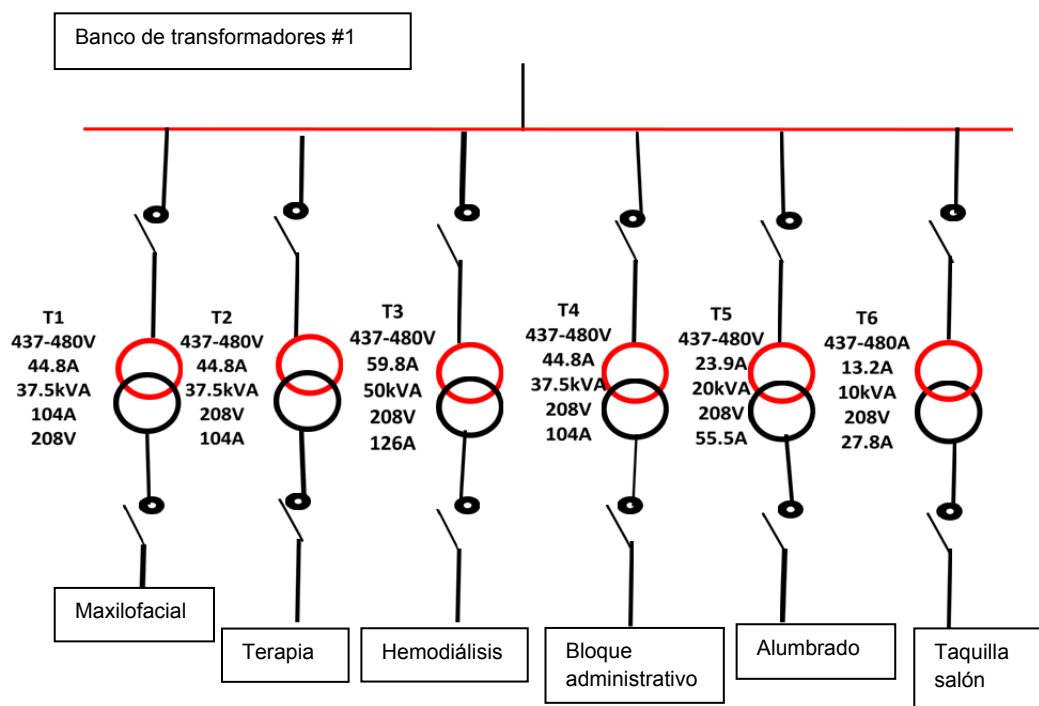 Banco de transformadores #1
T1
437-480V
44.8A
37.5kVA
104A
208V
T2
437-480V
44.8A
37.5kVA
208V
104A
T3
437-480V
59.8A
50kVA
208V
126A
T4
437-480V
44.8A
37.5kVA
208V
104A
T5
437-480V
23.9A
20kVA
208V
55.5A
T6
437-480A
13.2A
10kVA
208V
27.8A
Maxilofacial
Terapia
Hemodiálisis
Bloque
administrativo
Alumbrado
Taquilla
salón